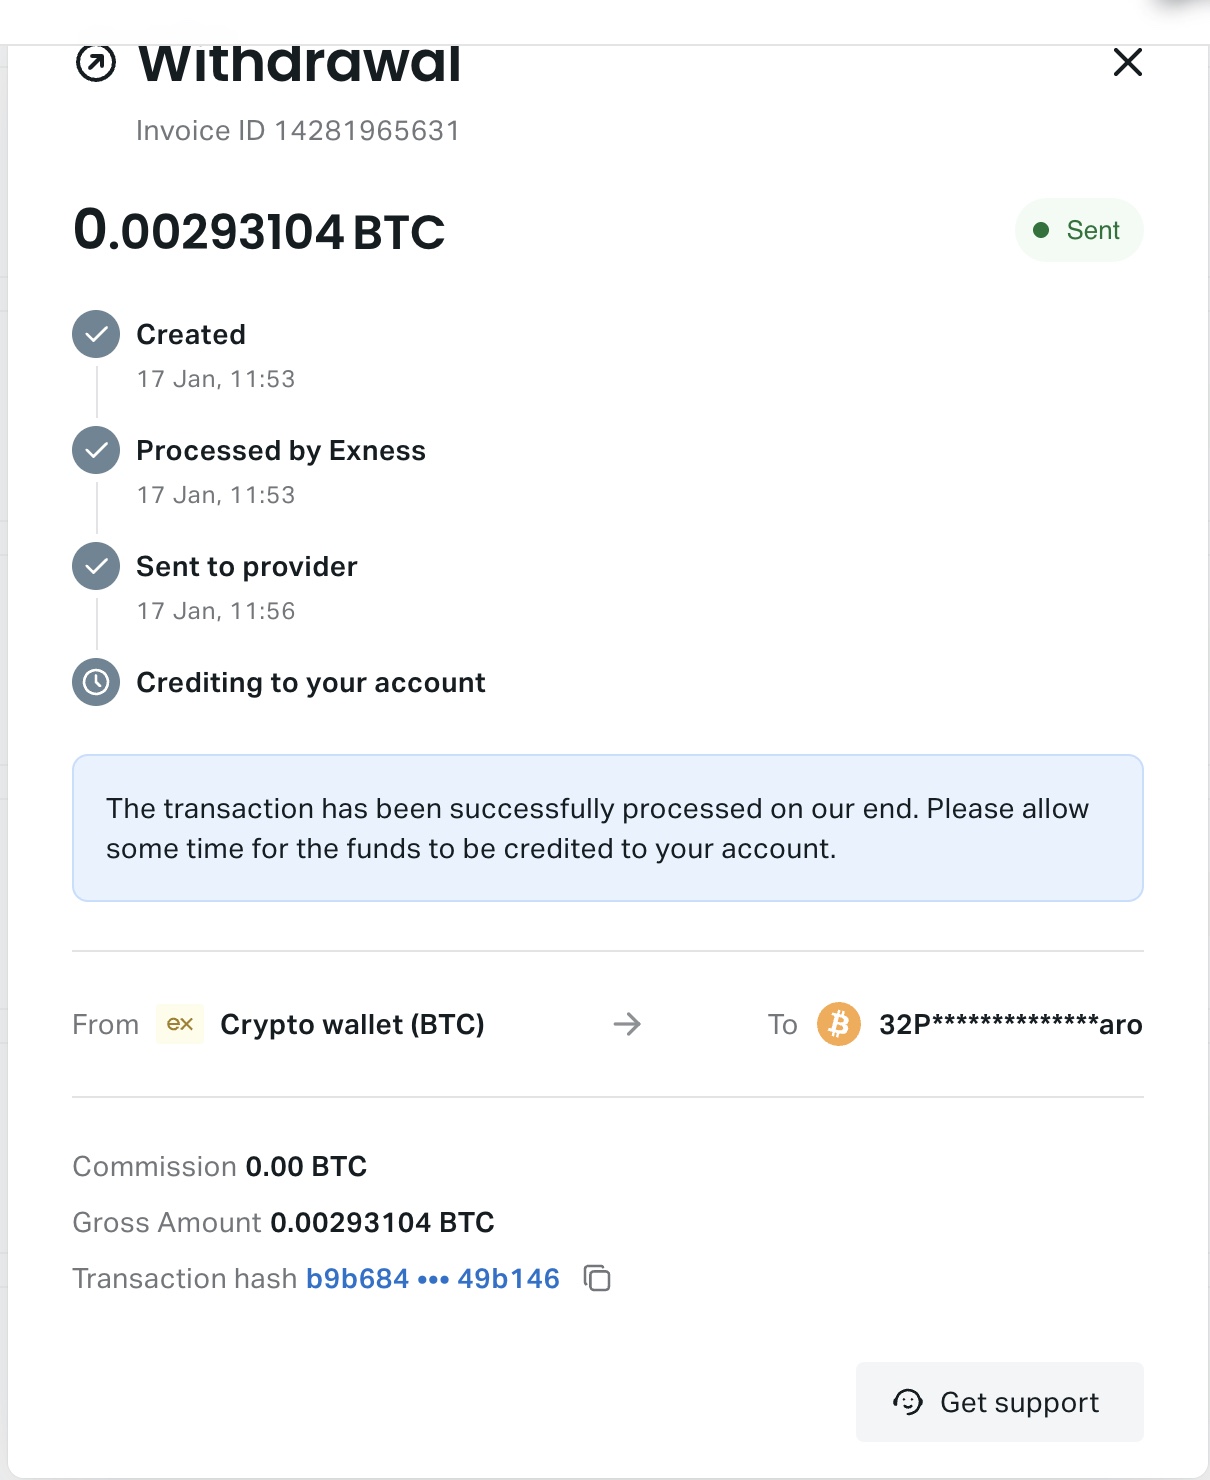 Withdrawal
Invoice ID 14281965631
0.00293104 BTC
Sent
Created
17 Jan, 11:53
Processed by Exness
17 Jan, 11:53
Sent to provider
17 Jan, 11:56
Crediting to your account
The transaction has been successfully processed on our end. Please allow
some time for the funds to be credited to your account.
From ex Crypto wallet (BTC) → To 32P**************aro
Commission 0.00 BTC
Gross Amount 0.00293104 BTC
Transaction hash b9b684 ••• 49b146
Get support